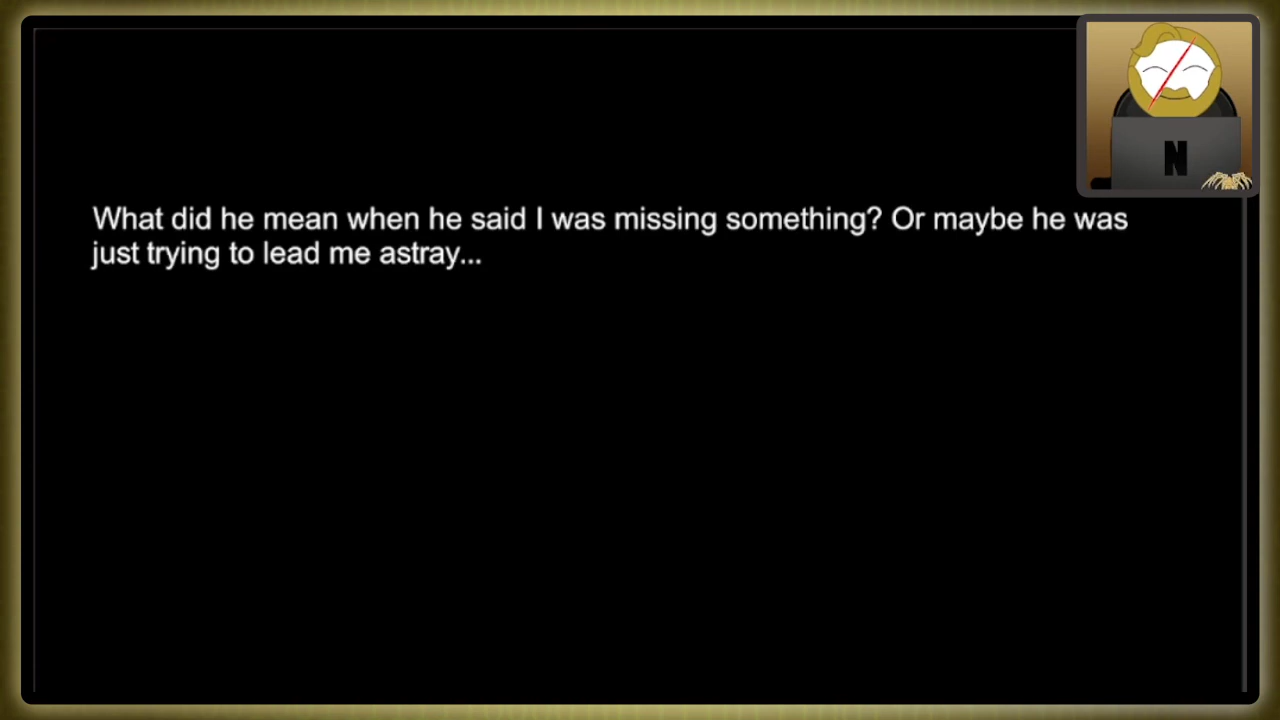 What did he mean when he said I was missing something? Or maybe he was
just trying to lead me astray...
N